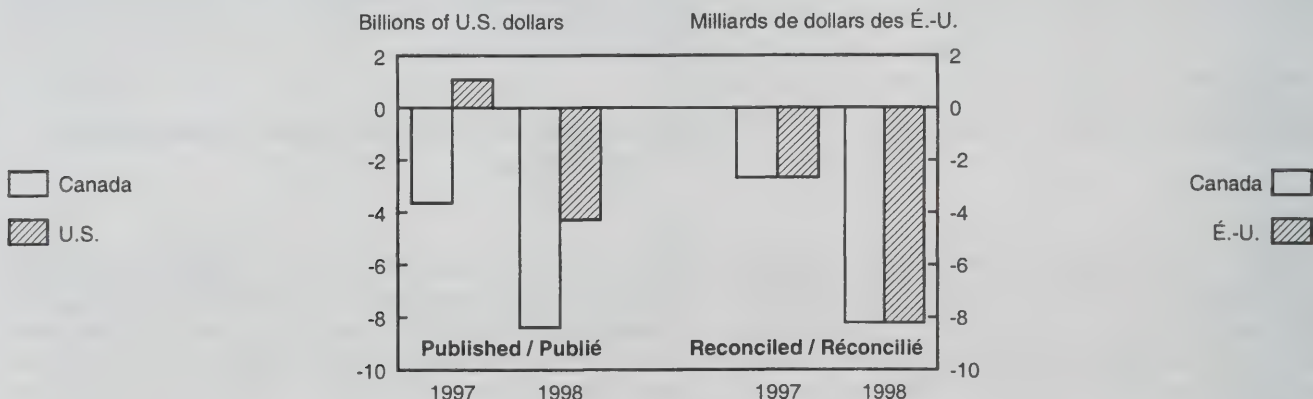 Billions of U.S. dollars
Milliards de dollars des É.-U.
2
0
-2
-4
-6
-8
-10
2
0
-2
-4
-6
-8
-10
Canada
U.S.
Canada
É.-U.
Published / Publié
Reconciled / Réconcilié
1997
1998
1997
1998